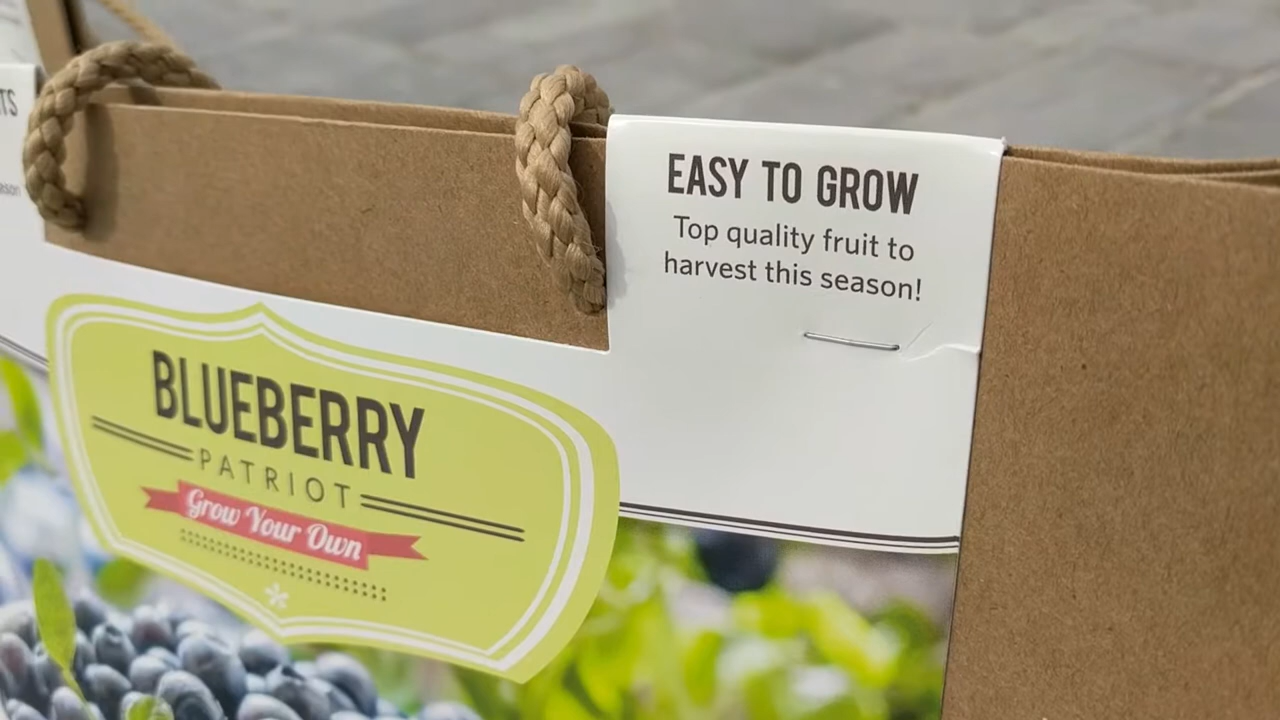 EASY TO GROW
Top quality fruit to
harvest this season!
BLUEBERRY
PATRIOT
Grow Your Own